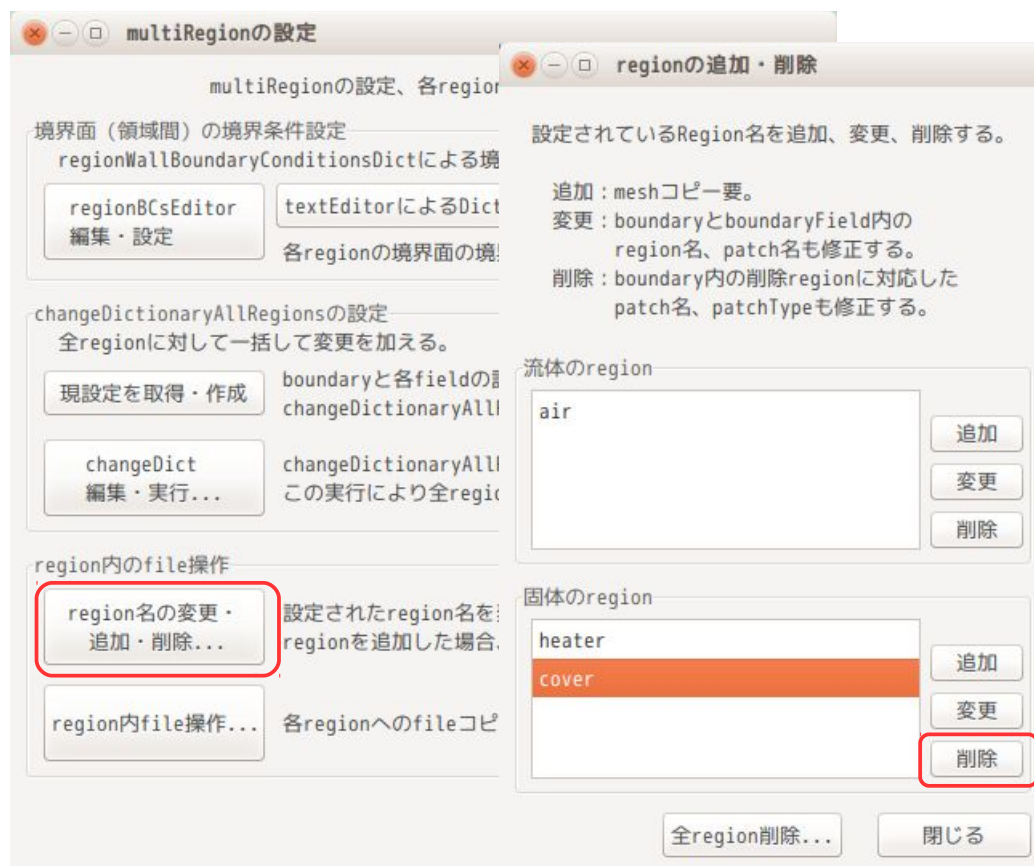 multiRegionの設定
multiRegionの設定、各region
境界面（領域間）の境界条件設定
regionWallBoundaryConditionsDictによる境
regionBCsEditor
編集・設定
textEditorによるDict
各regionの境界面の境
changeDictionaryAllRegionsの設定
全regionに対して一括して変更を加える。
現設定を取得・作成
boundaryと各fieldの
changeDictionaryAll
changeDict
編集・実行...
changeDictionaryAll
この実行により全regio
region内のfile操作
region名の変更・
追加・削除...
設定されたregion名を
regionを追加した場合、
region内file操作...
各regionへのfileコピ
regionの追加・削除
設定されているRegion名を追加、変更、削除する。
追加：meshコピー要。
変更：boundaryとboundaryField内の
region名、patch名も修正する。
削除：boundary内の削除regionに対応した
patch名、patchTypeも修正する。
流体のregion
air
追加
変更
削除
固体のregion
heater
cover
追加
変更
削除
全region削除...
閉じる